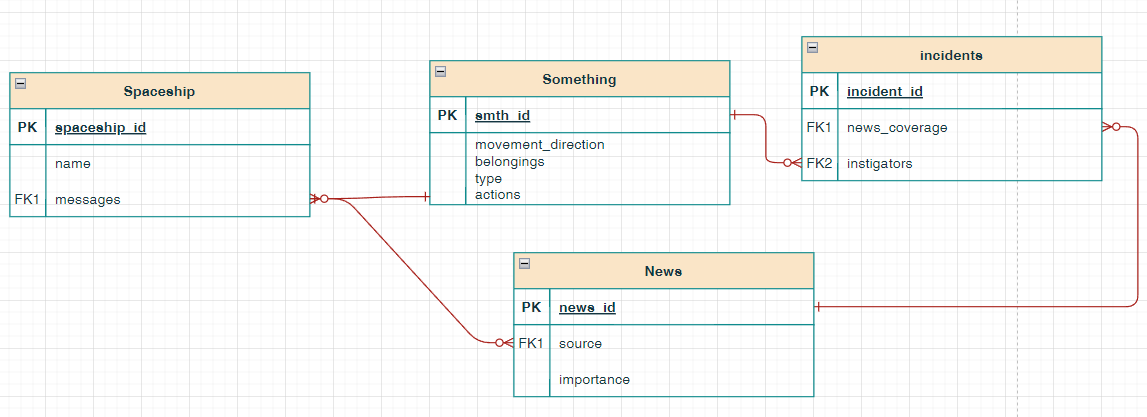 Spaceship
PK spaceship_id
name
FK1 messages
Something
PK smth_id
movement_direction
belongings
type
actions
incidents
PK incident_id
FK1 news_coverage
FK2 instigators
News
PK news_id
FK1 source
importance